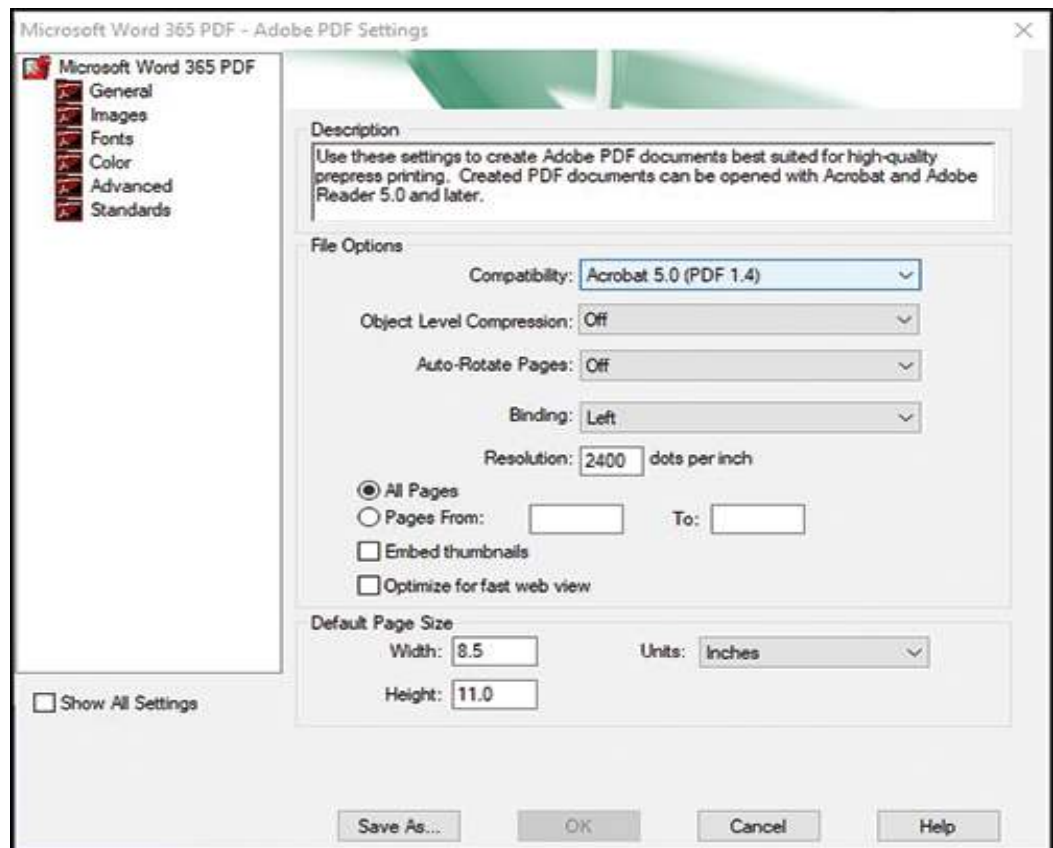 Microsoft Word 365 PDF - Adobe PDF Settings
Microsoft Word 365 PDF
General
Images
Fonts
Color
Advanced
Standards
Show All Settings
Description
Use these settings to create Adobe PDF documents best suited for high-quality
prepress printing. Created PDF documents can be opened with Acrobat and Adobe
Reader 5.0 and later.
File Options
Compatibility: Acrobat 5.0 (PDF 1.4)
Object Level Compression: Off
Auto-Rotate Pages: Off
Binding: Left
Resolution: 2400 dots per inch
All Pages
Pages From: To:
Embed thumbnails
Optimize for fast web view
Default Page Size
Width: 8.5 Units: Inches
Height: 11.0
Save As... OK Cancel Help